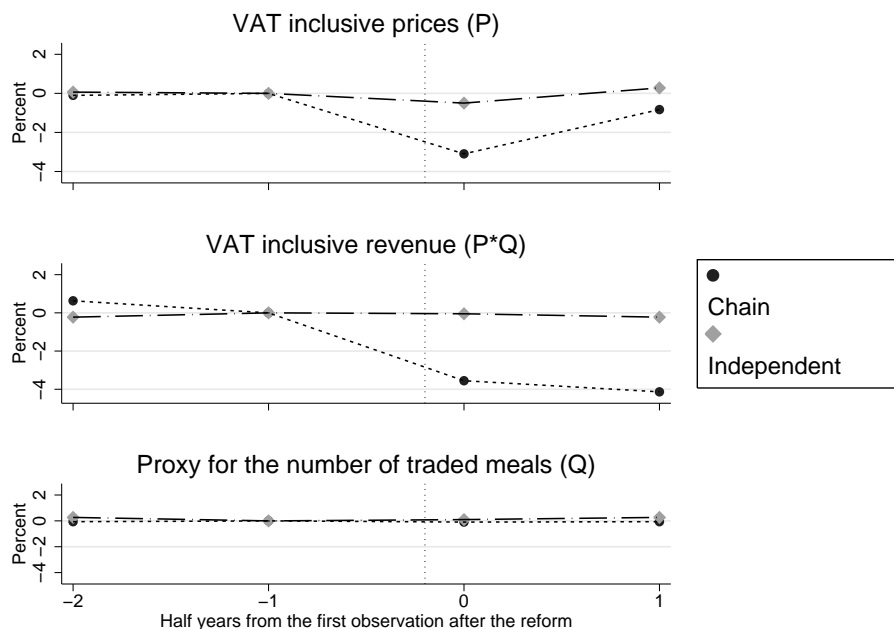 VAT inclusive prices (P)
Percent
2
0
−2
−4
VAT inclusive revenue (P*Q)
Percent
2
0
−2
−4
Chain
Independent
Proxy for the number of traded meals (Q)
Percent
2
0
−2
−4
−2
−1
0
1
Half years from the first observation after the reform